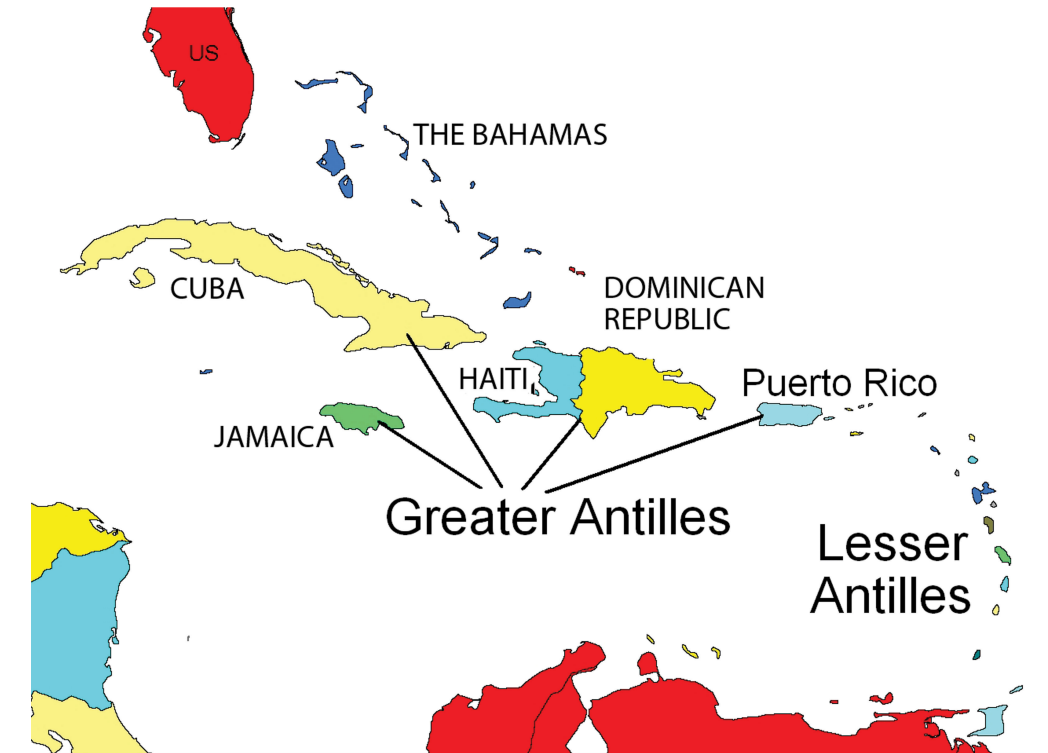 US
THE BAHAMAS
CUBA
DOMINICAN
REPUBLIC
HAITI
Puerto Rico
JAMAICA
Greater Antilles
Lesser
Antilles